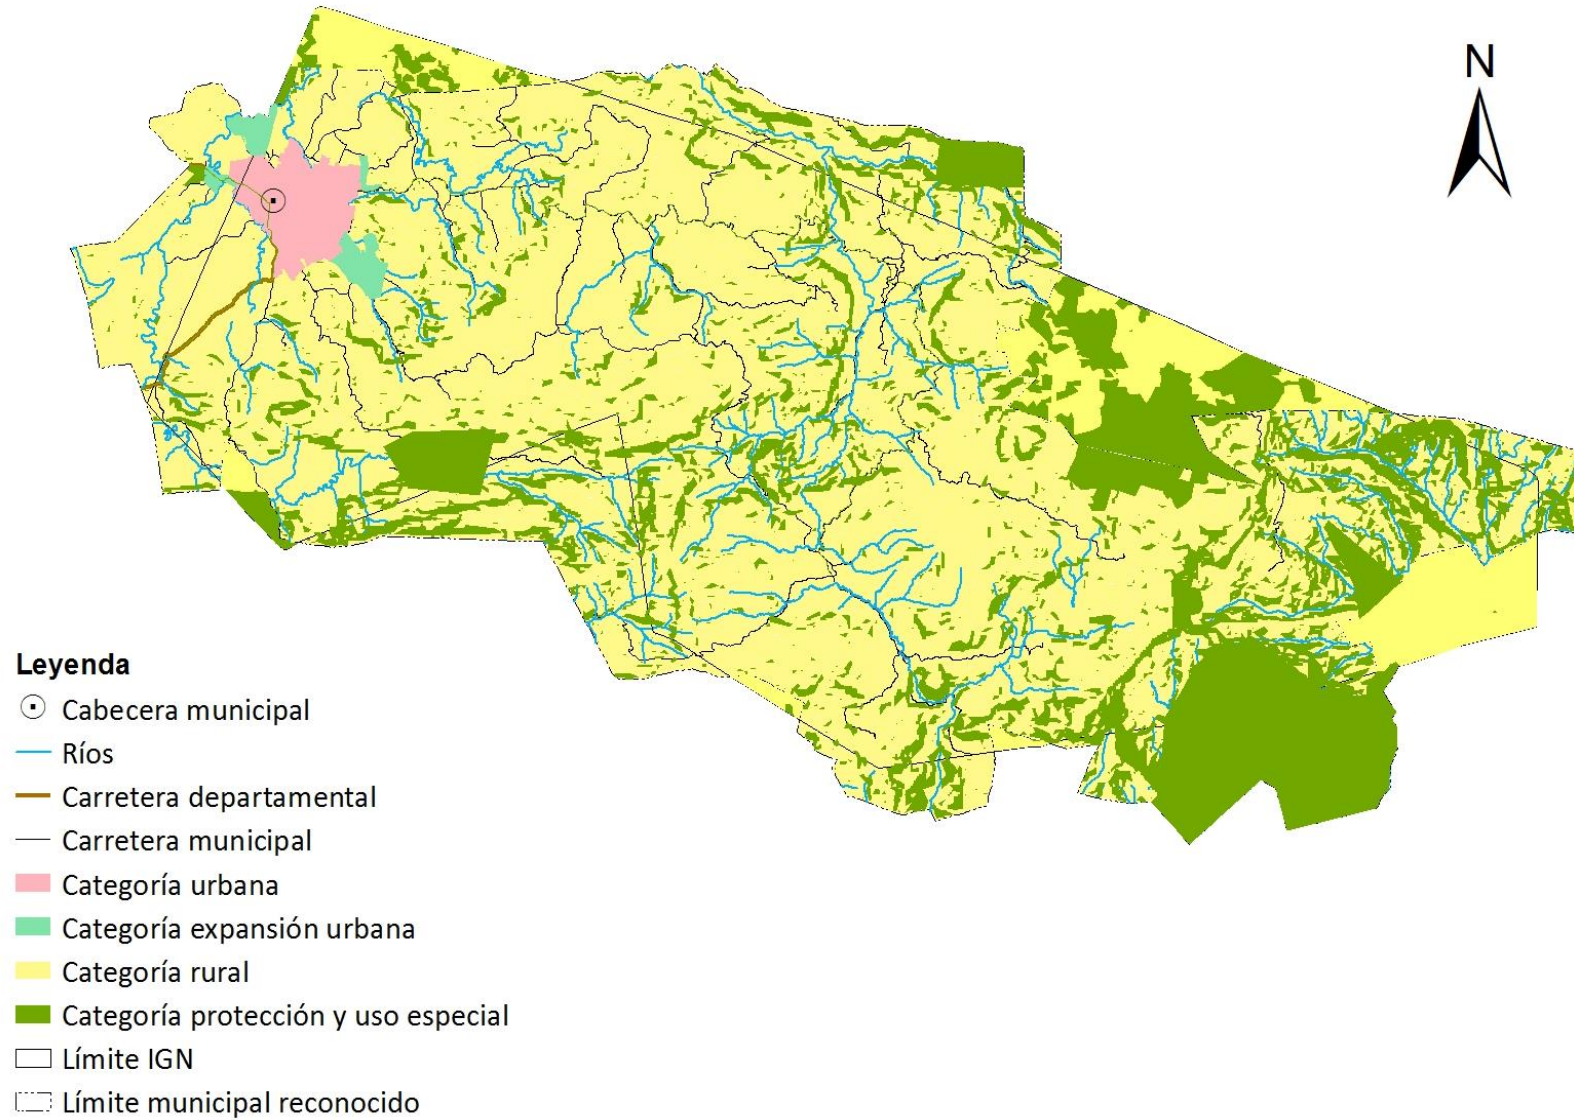 N
Leyenda
Cabecera municipal
Ríos
Carretera departamental
Carretera municipal
Categoría urbana
Categoría expansión urbana
Categoría rural
Categoría protección y uso especial
Límite IGN
Límite municipal reconocido